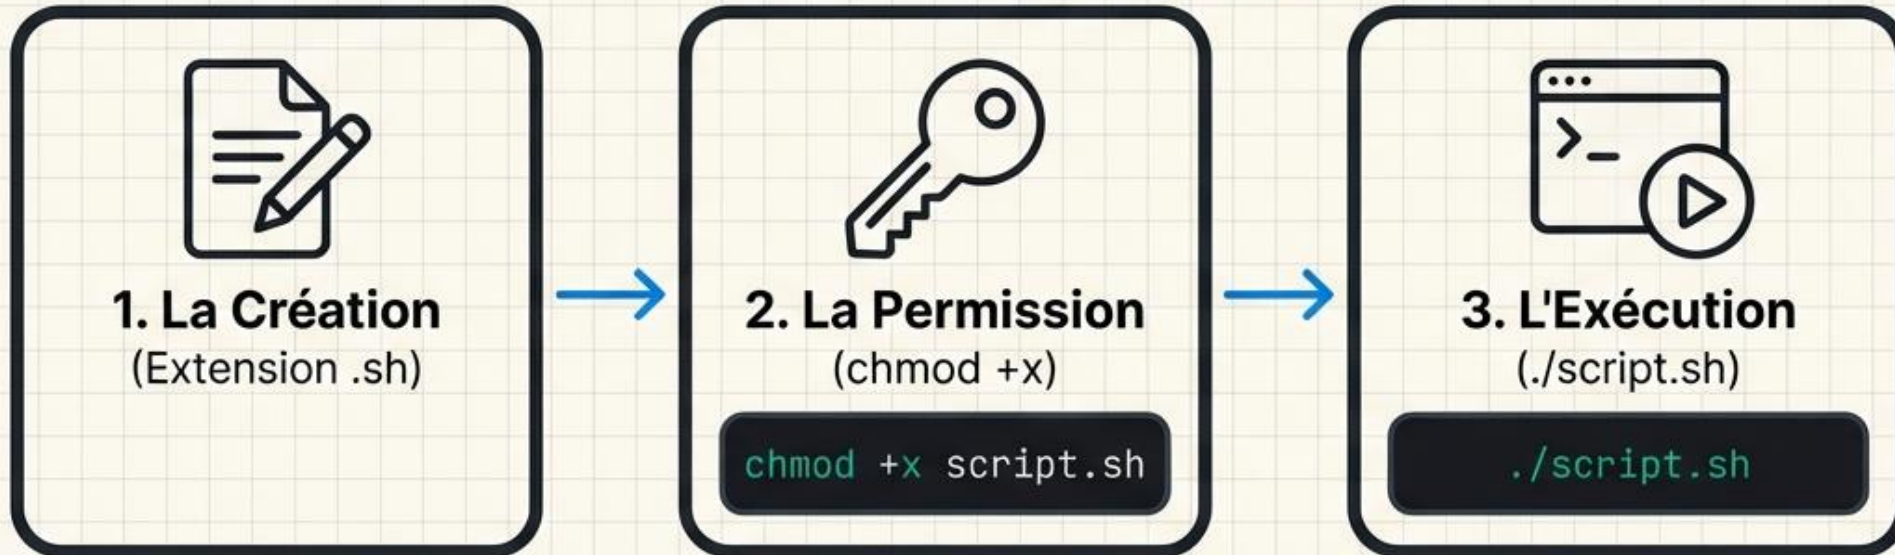 1. La Création
(Extension .sh)
2. La Permission
(chmod +x)
chmod +x script.sh
3. L'Exécution
(./script.sh)
./script.sh